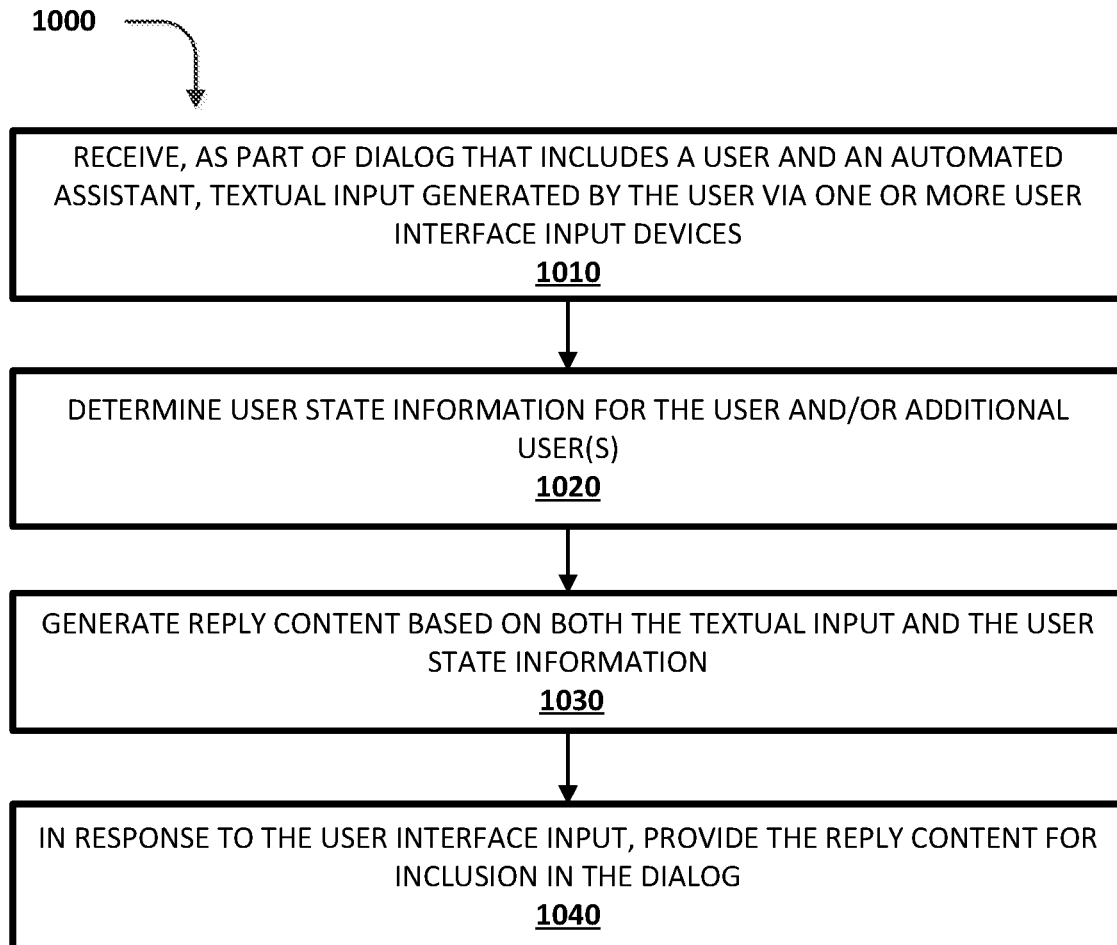 1000
RECEIVE, AS PART OF DIALOG THAT INCLUDES A USER AND AN AUTOMATED
ASSISTANT, TEXTUAL INPUT GENERATED BY THE USER VIA ONE OR MORE USER
INTERFACE INPUT DEVICES
1010
DETERMINE USER STATE INFORMATION FOR THE USER AND/OR ADDITIONAL
USER(S)
1020
GENERATE REPLY CONTENT BASED ON BOTH THE TEXTUAL INPUT AND THE USER
STATE INFORMATION
1030
IN RESPONSE TO THE USER INTERFACE INPUT, PROVIDE THE REPLY CONTENT FOR
INCLUSION IN THE DIALOG
1040